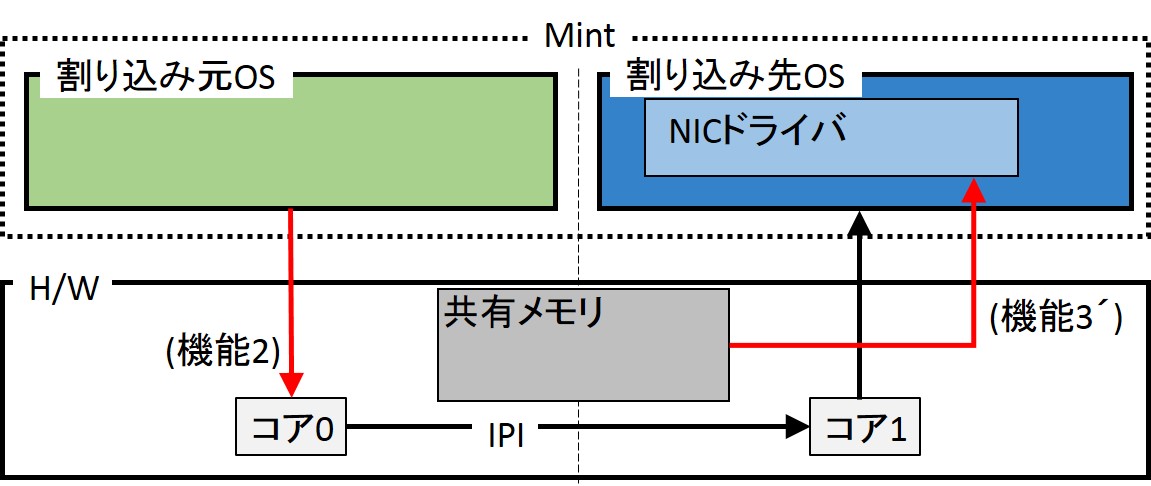 Mint
割り込み元OS
割り込み先OS
NICドライバ
H/W
共有メモリ
(機能3´)
(機能2)
コア0
IPI
コア1